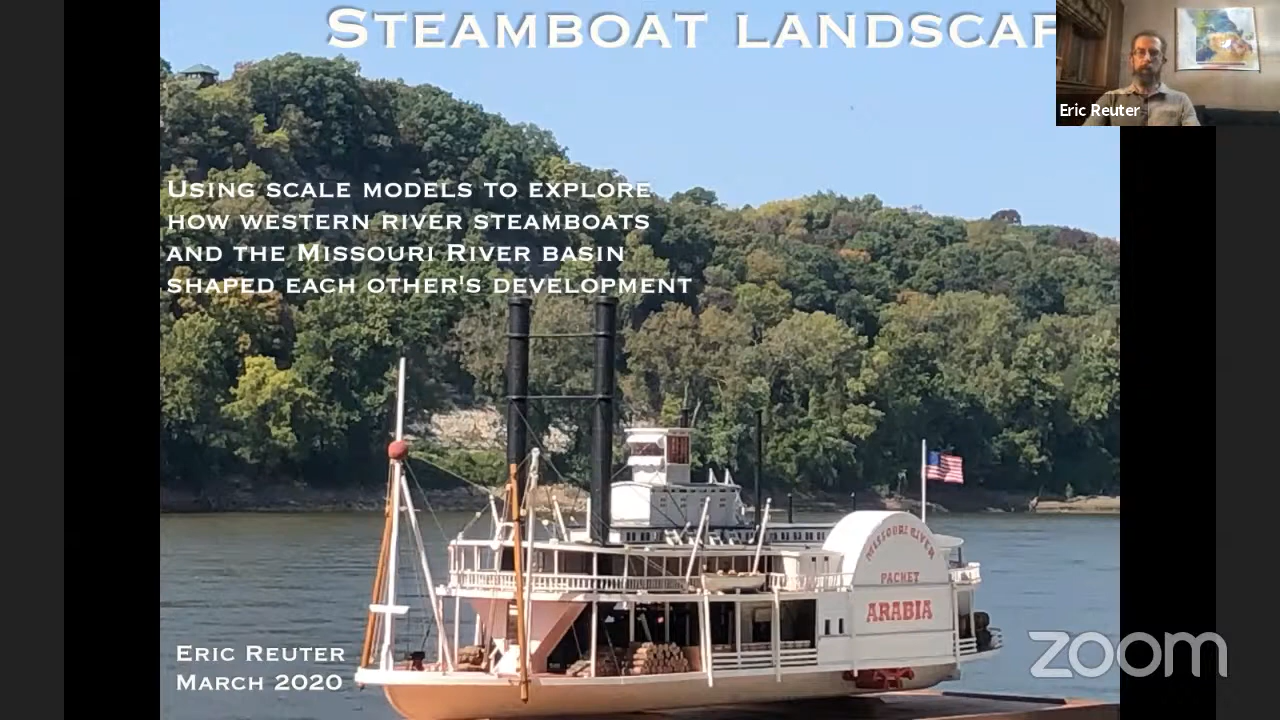 STEAMBOAT LANDSCAP
Eric Reuter
USING SCALE MODELS TO EXPLORE
HOW WESTERN RIVER STEAMBOATS
AND THE MISSOURI RIVER BASIN
SHAPED EACH OTHER'S DEVELOPMENT
MISSOURI RIVER
PACKET
ARABIA
ERIC REUTER
MARCH 2020
zoom